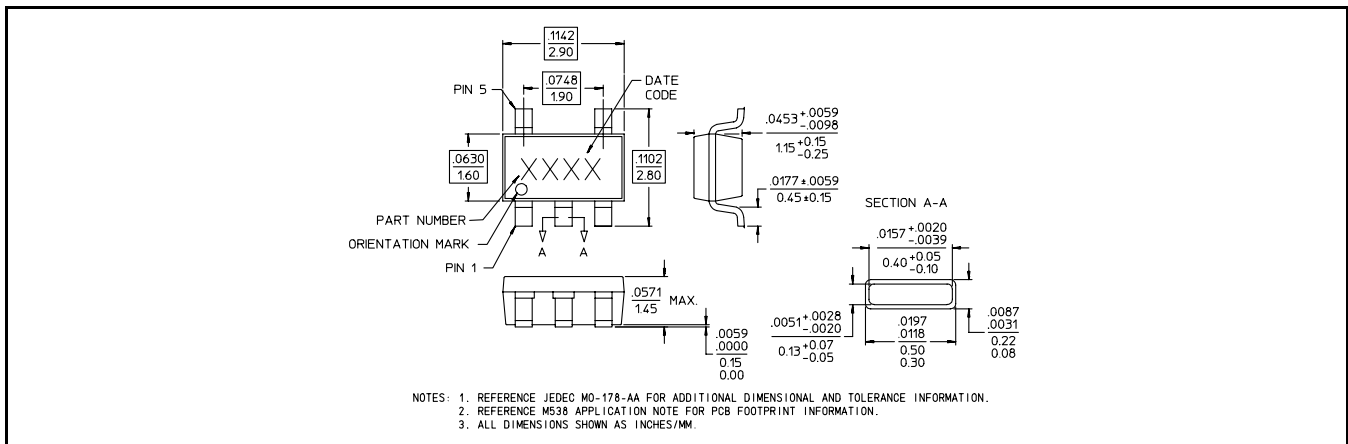 .1142
2.90
.0748
1.90
DATE
CODE
PIN 5
.0630
1.60
XXXX
.1102
2.80
PART NUMBER
ORIENTATION MARK
PIN 1
A
A
.0453 +.0059
-.0098
1.15 +0.15
-0.25
.0177 ±.0059
0.45 ±0.15
SECTION A-A
.0157 +.0020
-.0039
0.40 +0.05
-0.10
.0571
1.45
MAX.
.0059
.0000
0.15
0.00
.0051 +.0028
-.0020
0.13 +0.07
-0.05
.0197
.0118
0.50
0.30
.0087
.0031
0.22
0.08
NOTES: 1. REFERENCE JEDEC MO-178-AA FOR ADDITIONAL DIMENSIONAL AND TOLERANCE INFORMATION.
2. REFERENCE M538 APPLICATION NOTE FOR PCB FOOTPRINT INFORMATION.
3. ALL DIMENSIONS SHOWN AS INCHES/MM.